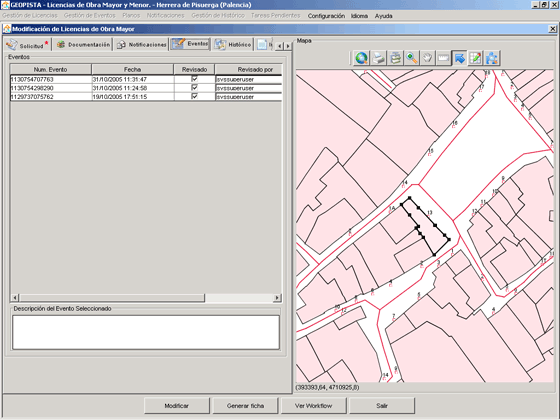 GEOPISTA - Licencias de Obra Mayor y Menor. - Herrera de Pisuerga (Palencia)
Gestión de Licencias Gestión de Eventos Planos Gestión de Histórico Tareas Pendientes Configuración Idioma Ayuda
Modificación de Licencias de Obra Mayor
Solicitud* Documentación Notificaciones Eventos Histórico
Eventos
Num. Evento Fecha Revisado Revisado por
1130754707763 31/10/2005 11:31:47 syssuperuser
1130754298290 31/10/2005 11:24:58 syssuperuser
1129737075762 19/10/2005 17:51:15 syssuperuser
Descripción del Evento Seleccionado
Mapa
14
1A
13
(393393,64, 4710925,8)
Modificar Generar ficha Ver Workflow Salir